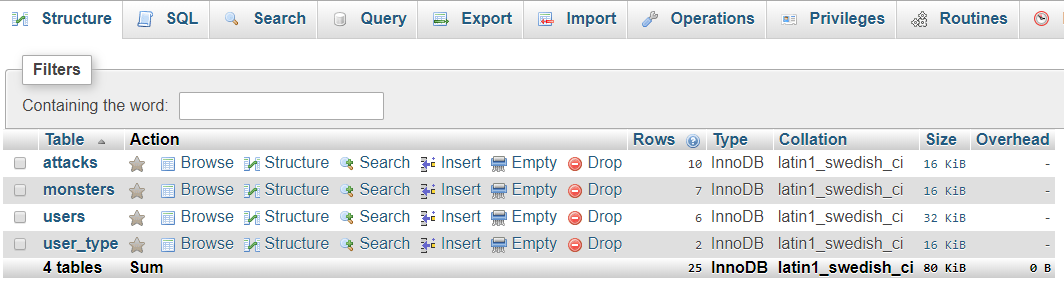 Structure SQL Search Query Export Import Operations Privileges Routines
Filters
Containing the word:
Table Action Rows Type Collation Size Overhead
attacks Browse Structure Search Insert Empty Drop 10 InnoDB latin1_swedish_ci 16 KiB -
monsters Browse Structure Search Insert Empty Drop 7 InnoDB latin1_swedish_ci 16 KiB -
users Browse Structure Search Insert Empty Drop 6 InnoDB latin1_swedish_ci 32 KiB -
user_type Browse Structure Search Insert Empty Drop 2 InnoDB latin1_swedish_ci 16 KiB -
4 tables Sum 25 InnoDB latin1_swedish_ci 80 KiB 0 B